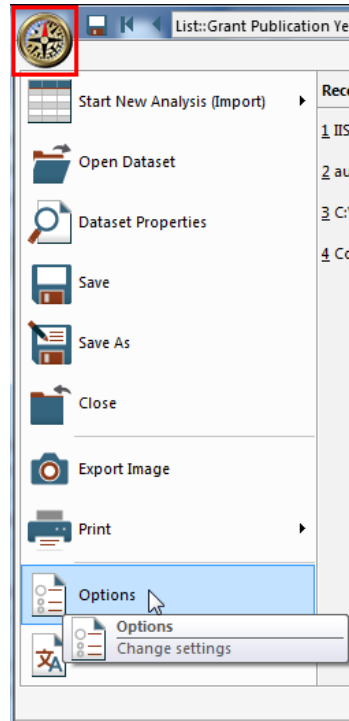 List::Grant Publication Ye
Start New Analysis (Import)
Open Dataset
Dataset Properties
Save
Save As
Close
Export Image
Print
Options
Options
Change settings
Rece
1 IIS
2 au
3 C:
4 Co